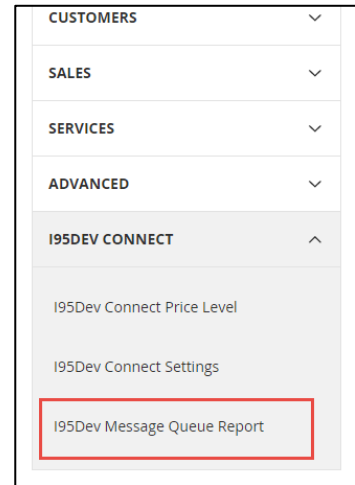 CUSTOMERS
SALES
SERVICES
ADVANCED
I95DEV CONNECT
I95Dev Connect Price Level
I95Dev Connect Settings
I95Dev Message Queue Report